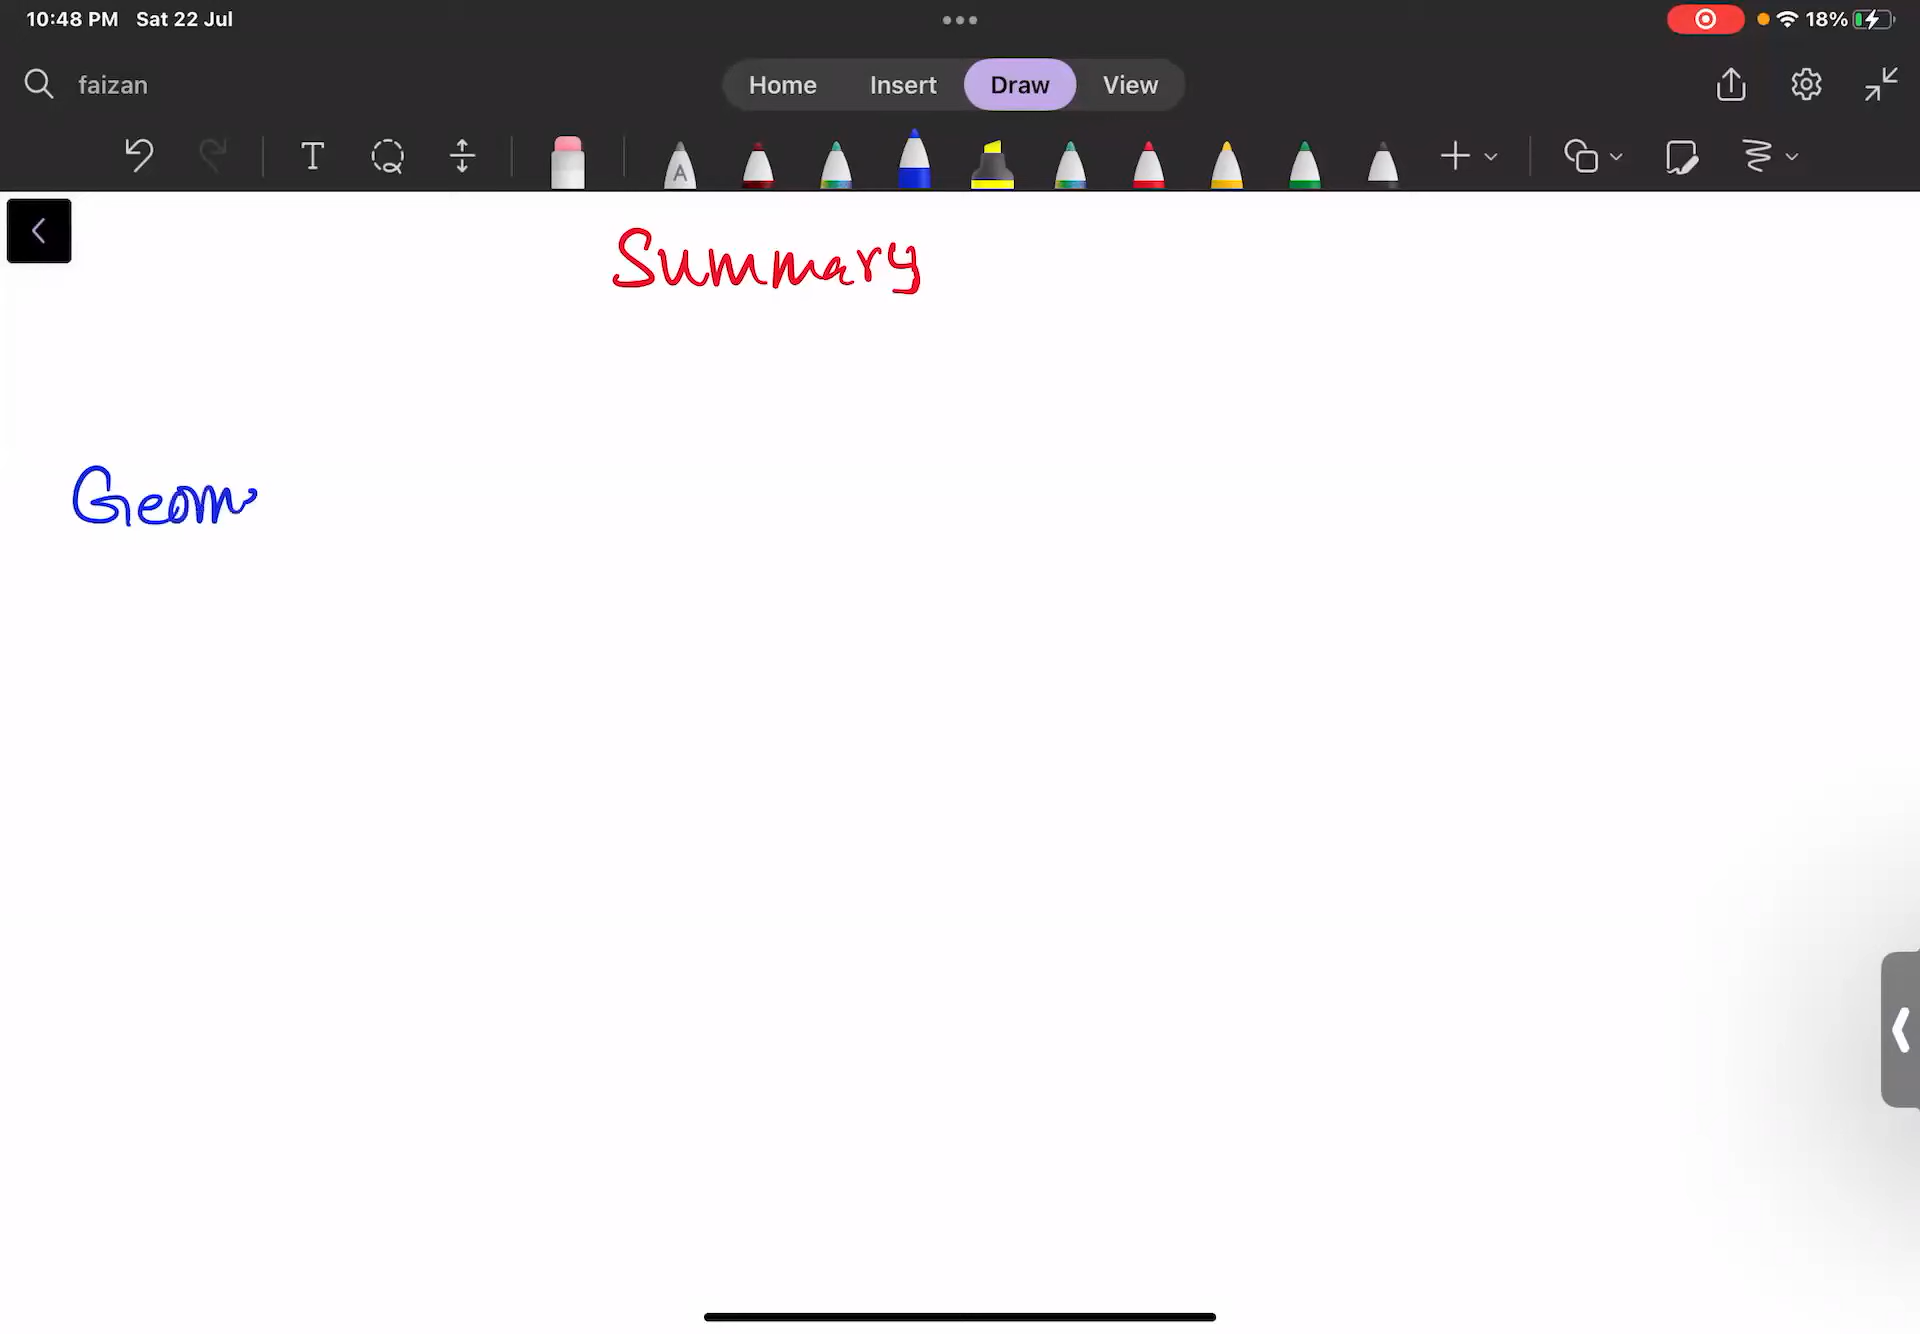 10:48 PM Sat 22 Jul 18%
faizan Home Insert Draw View
T A
Summary
Geom